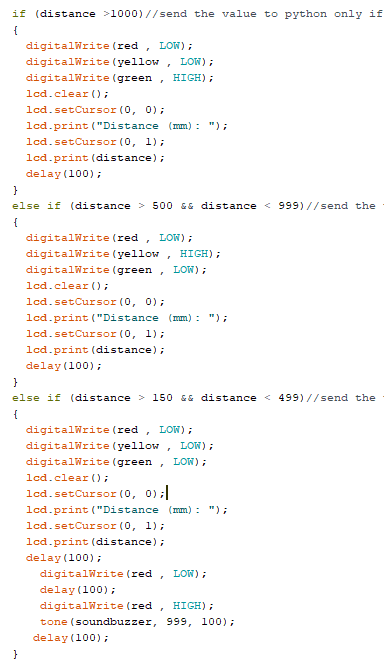 if (distance >1000)//send the value to python only if
{
digitalWrite(red , LOW);
digitalWrite(yellow , LOW);
digitalWrite(green , HIGH);
lcd.clear();
lcd.setCursor(0, 0);
lcd.print("Distance (mm): ");
lcd.setCursor(0, 1);
lcd.print(distance);
delay(100);
}
else if (distance > 500 && distance < 999)//send the
{
digitalWrite(red , LOW);
digitalWrite(yellow , HIGH);
digitalWrite(green , LOW);
lcd.clear();
lcd.setCursor(0, 0);
lcd.print("Distance (mm): ");
lcd.setCursor(0, 1);
lcd.print(distance);
delay(100);
}
else if (distance > 150 && distance < 499)//send the
{
digitalWrite(red , LOW);
digitalWrite(yellow , LOW);
digitalWrite(green , LOW);
lcd.clear();
lcd.setCursor(0, 0);
lcd.print("Distance (mm): ");
lcd.setCursor(0, 1);
lcd.print(distance);
delay(100);
digitalWrite(red , LOW);
delay(100);
digitalWrite(red , HIGH);
tone(soundbuzzer, 999, 100);
delay(100);
}